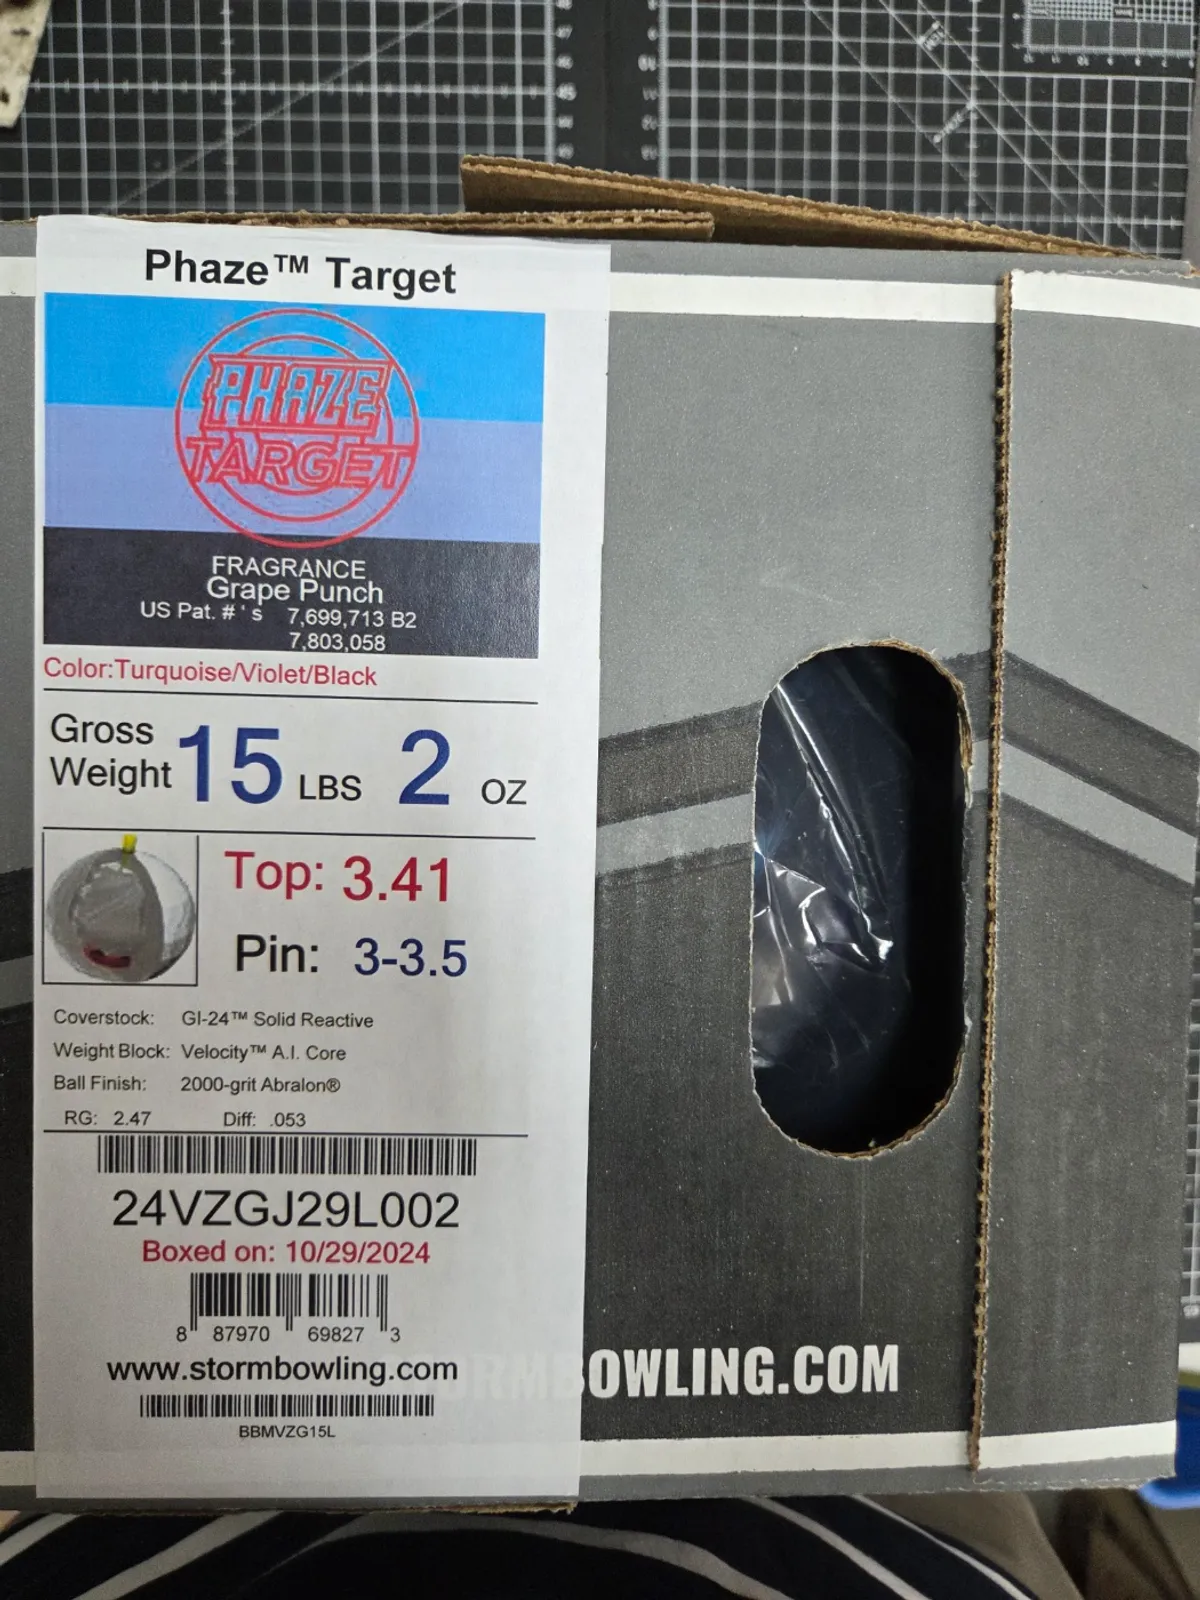 Phaze™ Target
PHAZE
TARGET
FRAGRANCE
Grape Punch
US Pat. # ' s 7,699,713 B2
7,803,058
Color:Turquoise/Violet/Black
Gross
Weight 15 LBS 2 OZ
Top: 3.41
Pin: 3-3.5
Coverstock: GI-24™ Solid Reactive
Weight Block: Velocity™ A.I. Core
Ball Finish: 2000-grit Abralon®
RG: 2.47 Diff: .053
24VZGJ29L002
Boxed on: 10/29/2024
8 87970 69827 3
www.stormbowling.com
BBMVZG15L
STORMBOWLING.COM